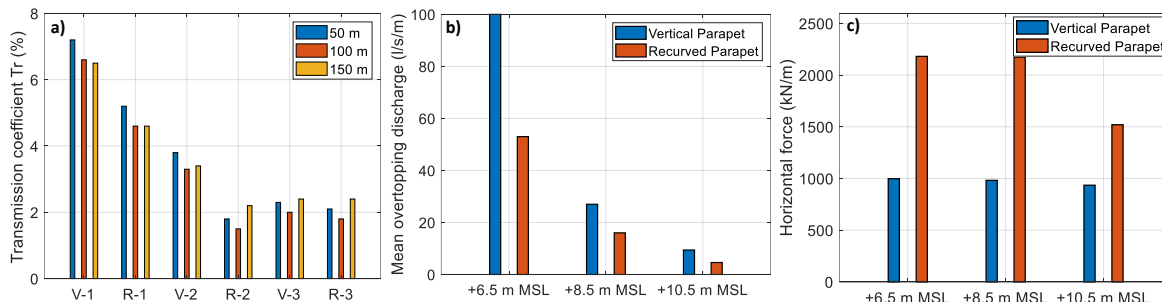 a)
Transmission coefficient Tr (%)
8
6
4
2
0
50 m
100 m
150 m
V-1 R-1 V-2 R-2 V-3 R-3
b)
Mean overtopping discharge (l/s/m)
100
80
60
40
20
0
Vertical Parapet
Recurved Parapet
+6.5 m MSL +8.5 m MSL +10.5 m MSL
c)
Horizontal force (kN/m)
2500
2000
1500
1000
500
0
Vertical Parapet
Recurved Parapet
+6.5 m MSL +8.5 m MSL +10.5 m MSL